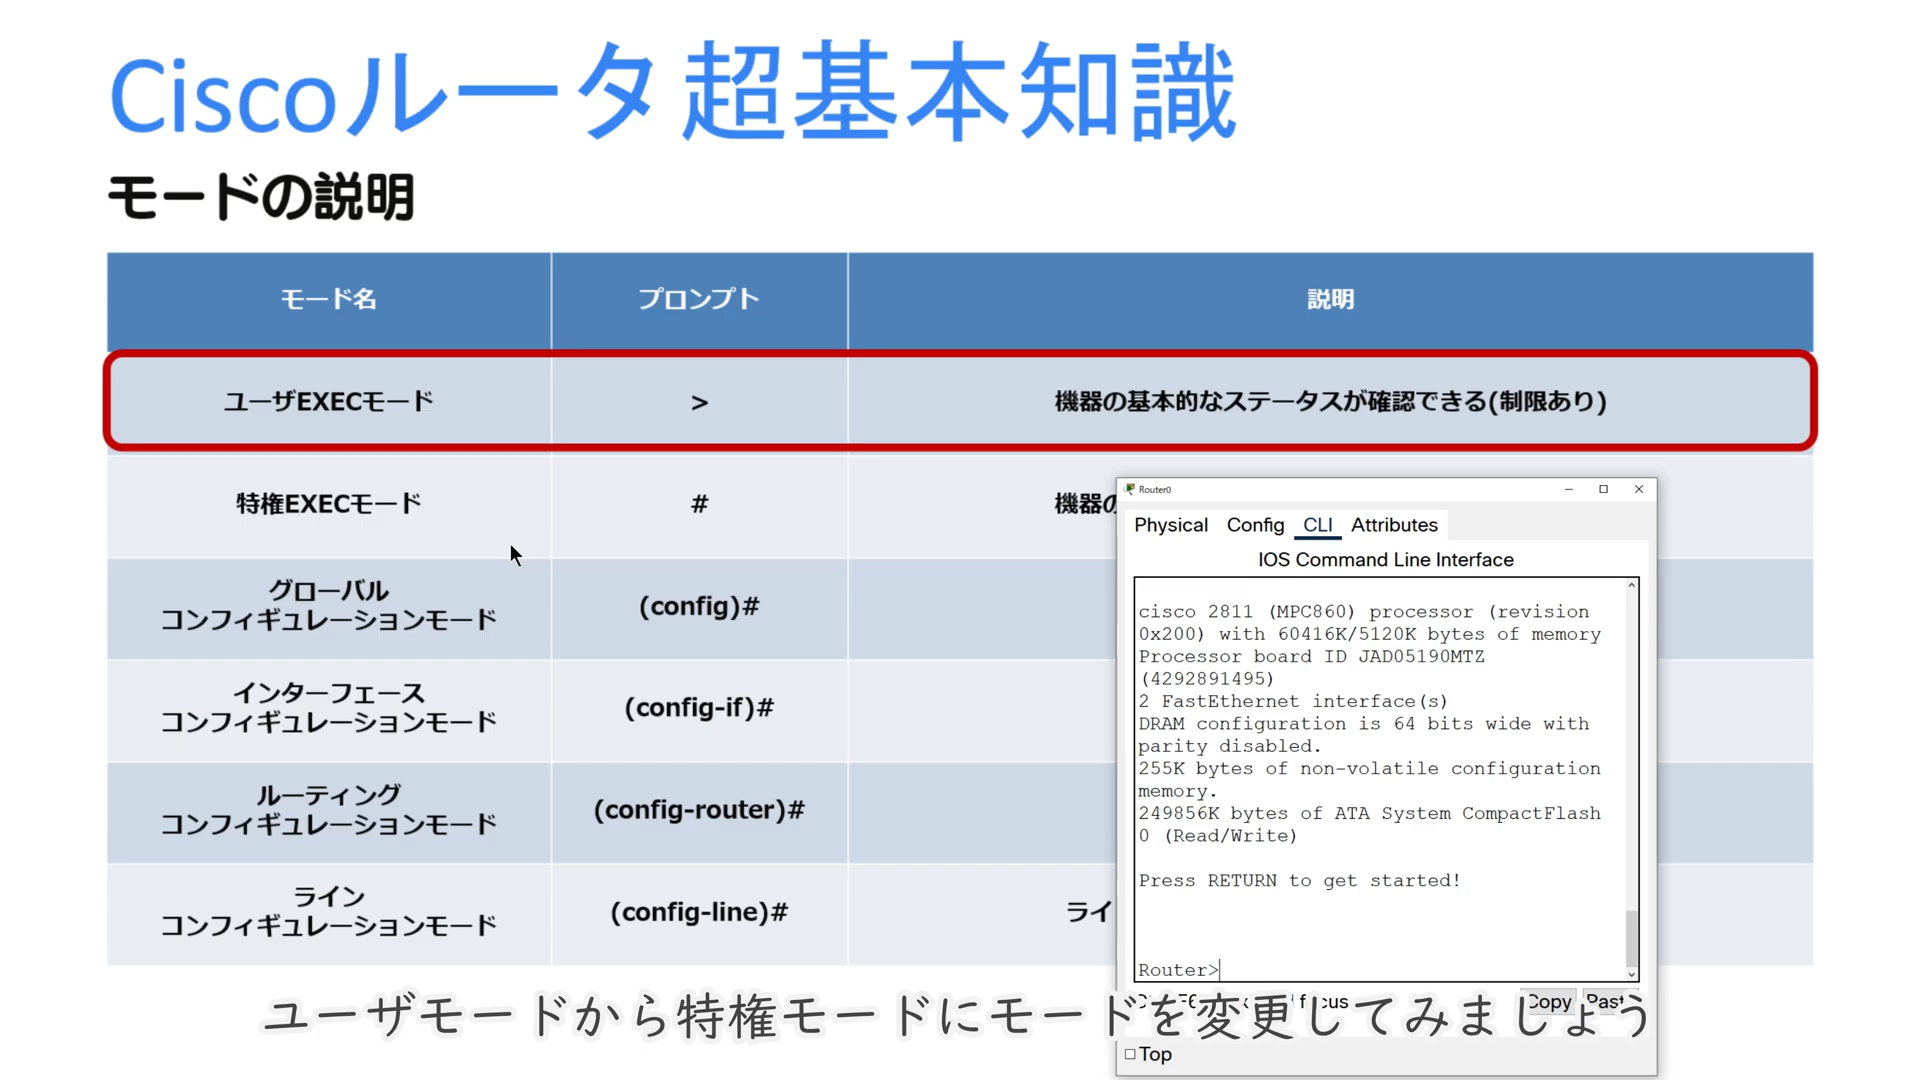 Ciscoルータ超基本知識
モードの説明
モード名 プロンプト 説明
ユーザEXECモード > 機器の基本的なステータスが確認できる(制限あり)
特権EXECモード # 機器の
グローバル
コンフィギュレーションモード (config)#
インターフェース
コンフィギュレーションモード (config-if)#
ルーティング
コンフィギュレーションモード (config-router)#
ライン
コンフィギュレーションモード (config-line)# ライ
Router0
Physical Config CLI Attributes
IOS Command Line Interface
cisco 2811 (MPC860) processor (revision
0x200) with 60416K/5120K bytes of memory
Processor board ID JAD05190MTZ
(4292891495)
2 FastEthernet interface(s)
DRAM configuration is 64 bits wide with
parity disabled.
255K bytes of non-volatile configuration
memory.
249856K bytes of ATA System CompactFlash
0 (Read/Write)
Press RETURN to get started!
Router>
Copy Past
ユーザモードから特権モードにモードを変更してみましょう
Top